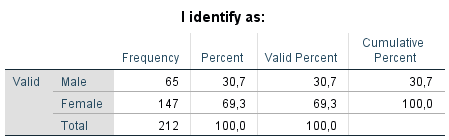 I identify as:
Cumulative
Frequency Percent Valid Percent Percent
Valid Male 65 30,7 30,7 30,7
Female 147 69,3 69,3 100,0
Total 212 100,0 100,0